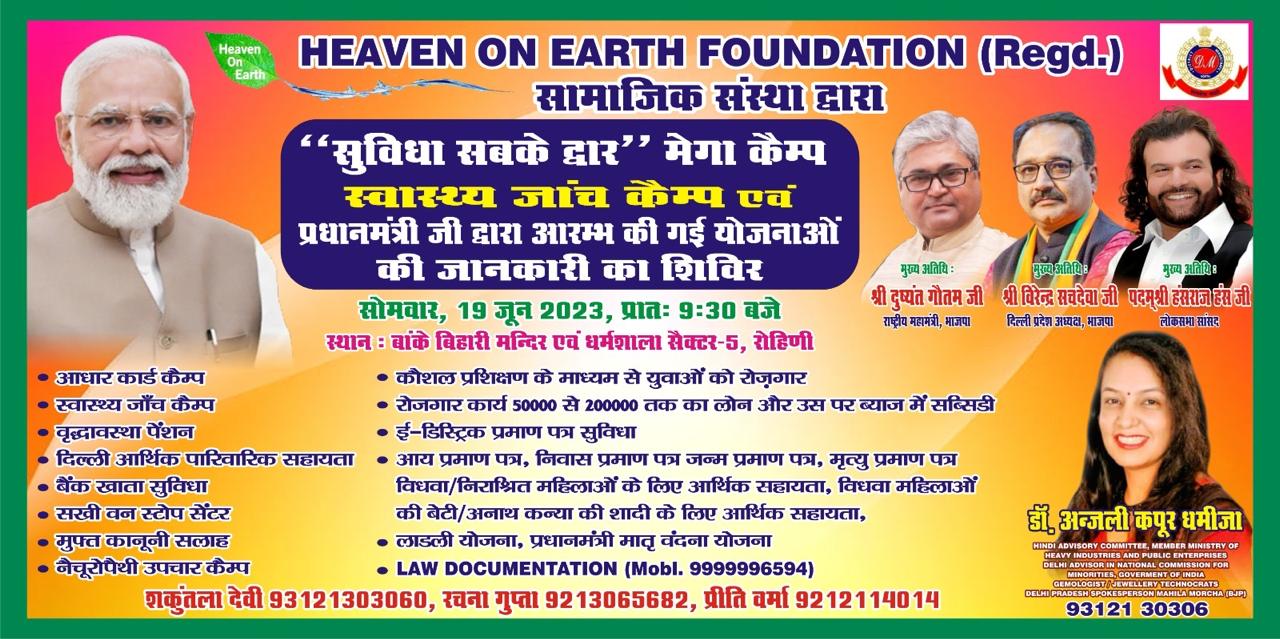 Heaven
On
Earth
HEAVEN ON EARTH FOUNDATION (Regd.)
सामाजिक संस्था द्वारा
DM
“सुविधा सबके द्वार” मेगा कैम्प
स्वास्थ्य जांच कैम्प एवं
प्रधानमंत्री जी द्वारा आरम्भ की गई योजनाओं
की जानकारी का शिविर
सोमवार, 19 जून 2023, प्रातः 9:30 बजे
स्थान : बांके बिहारी मन्दिर एवं धर्मशाला सैक्टर-5, रोहिणी
मुख्य अतिथि :
श्री दुष्यंत गौतम जी
राष्ट्रीय महामंत्री, भाजपा
मुख्य अतिथि :
श्री विरेन्द्र सचदेवा जी
दिल्ली प्रदेश अध्यक्ष, भाजपा
मुख्य अतिथि :
पदमश्री हंसराज हंस जी
लोकसभा सांसद
• आधार कार्ड कैम्प
• स्वास्थ्य जाँच कैम्प
• वृद्धावस्था पेंशन
• दिल्ली आर्थिक पारिवारिक सहायता
• बैंक खाता सुविधा
• सखी वन स्टोप सेंटर
• मुफ्त कानूनी सलाह
• नैचूरोपैथी उपचार कैम्प
• कौशल प्रशिक्षण के माध्यम से युवाओं को रोज़गार
• रोजगार कार्य 50000 से 200000 तक का लोन और उस पर ब्याज में सब्सिडी
• ई-डिस्ट्रिक प्रमाण पत्र सुविधा
• आय प्रमाण पत्र, निवास प्रमाण पत्र जन्म प्रमाण पत्र, मृत्यु प्रमाण पत्र
विधवा/निराश्रित महिलाओं के लिए आर्थिक सहायता, विधवा महिलाओं
की बेटी/अनाथ कन्या की शादी के लिए आर्थिक सहायता,
• लाडली योजना, प्रधानमंत्री मातृ वंदना योजना
• LAW DOCUMENTATION (Mobl. 9999996594)
शकुंतला देवी 93121303060, रचना गुप्ता 9213065682, प्रीति वर्मा 9212114014
डॉ. अन्जली कपूर धमीजा
HINDI ADVISORY COMMITTEE, MEMBER MINISTRY OF
HEAVY INDUSTRIES AND PUBLIC ENTERPRISES
DELHI ADVISOR IN NATIONAL COMMISSION FOR
MINORITIES, GOVERMENT OF INDIA
GEMOLOGIST / JEWELLERY TECHNOCRATS
DELHI PRADESH SPOKESPERSON MAHILA MORCHA (BJP)
93121 30306